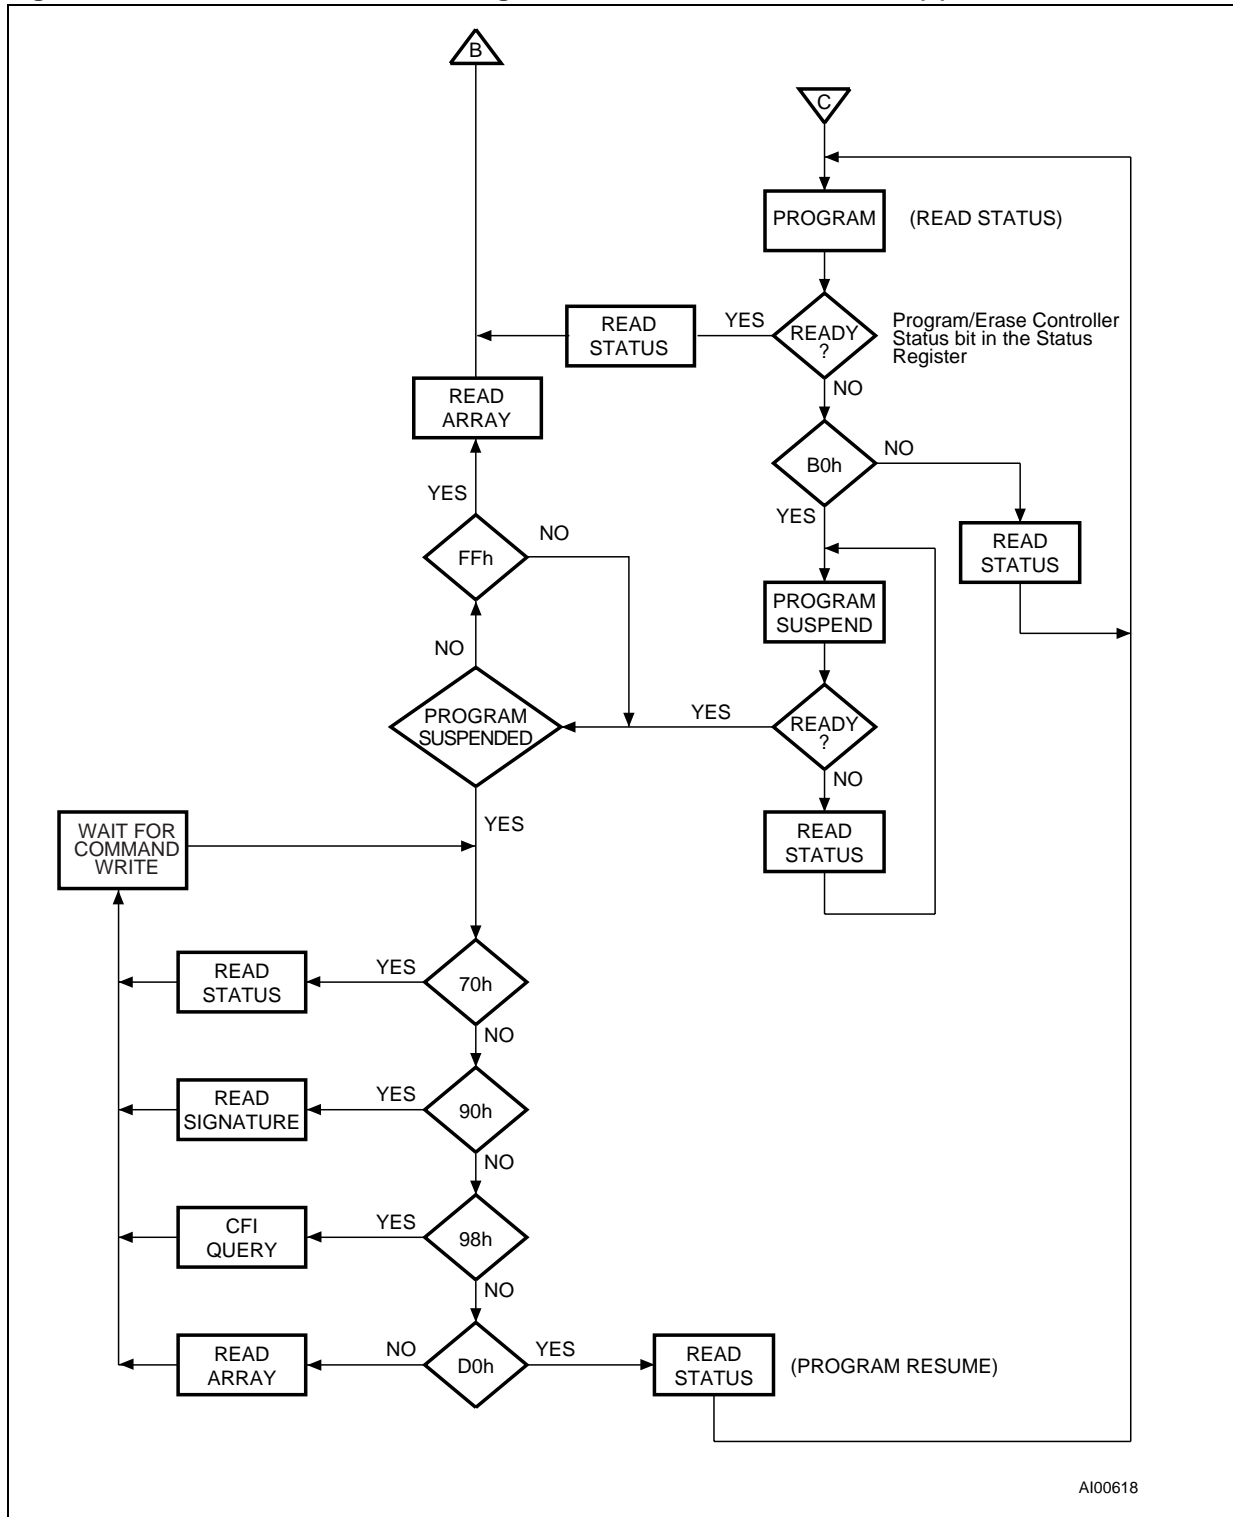 B
C
PROGRAM
(READ STATUS)
READ
STATUS
YES
READY
?
Program/Erase Controller
Status bit in the Status
Register
NO
READ
ARRAY
B0h
NO
YES
YES
FFh
NO
READ
STATUS
PROGRAM
SUSPEND
NO
PROGRAM
SUSPENDED
YES
READY
?
NO
YES
READ
STATUS
WAIT FOR
COMMAND
WRITE
READ
STATUS
YES
70h
NO
READ
SIGNATURE
YES
90h
NO
CFI
QUERY
YES
98h
NO
READ
ARRAY
NO
D0h
YES
READ
STATUS
(PROGRAM RESUME)
AI00618